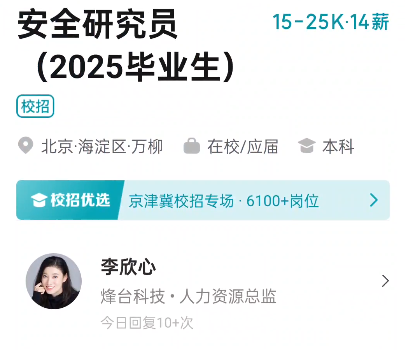 安全研究员
（2025毕业生）
15-25K·14薪
校招
北京·海淀区·万柳 在校/应届 本科
校招优选 京津冀校招专场 · 6100+岗位
李欣心
烽台科技 • 人力资源总监
今日回复10+次